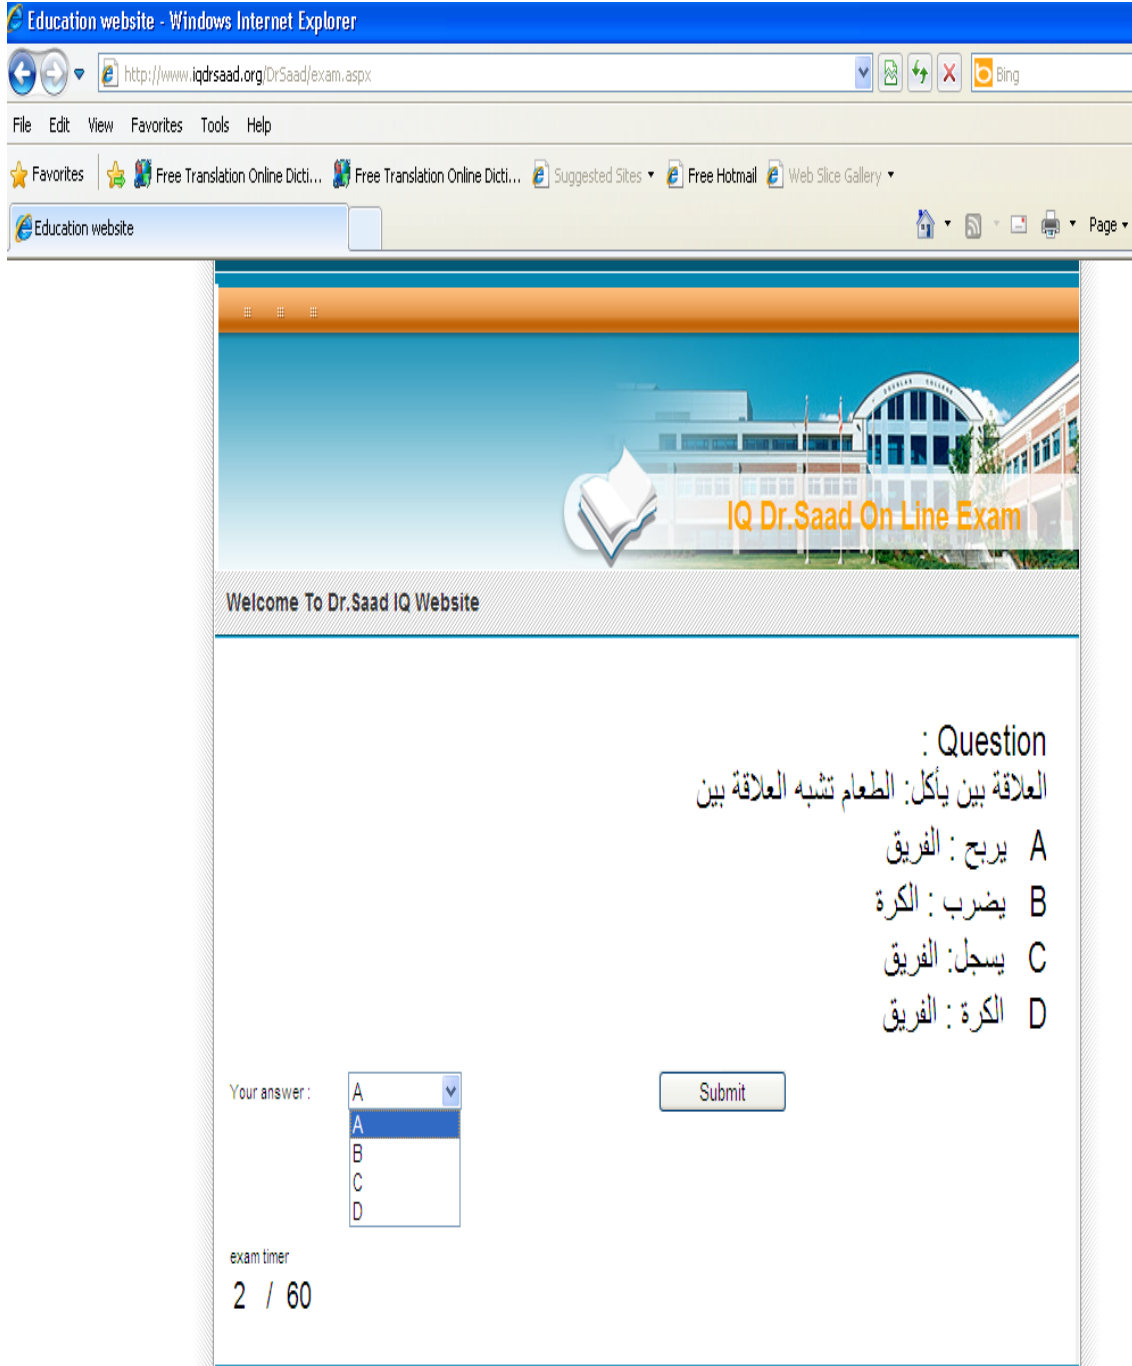 Education website - Windows Internet Explorer
http://www.iqdrsaad.org/DrSaad/exam.aspx
Bing
File Edit View Favorites Tools Help
Favorites Free Translation Online Dicti... Free Translation Online Dicti... Suggested Sites Free Hotmail Web Slice Gallery
Education website
Page
IQ Dr.Saad On Line Exam
Welcome To Dr.Saad IQ Website
: Question
العلاقة بين يأكل: الطعام تشبه العلاقة بين
A يربح : الفريق
B يضرب : الكرة
C يسجل: الفريق
D الكرة : الفريق
Your answer : A Submit
A
B
C
D
exam timer
2 / 60